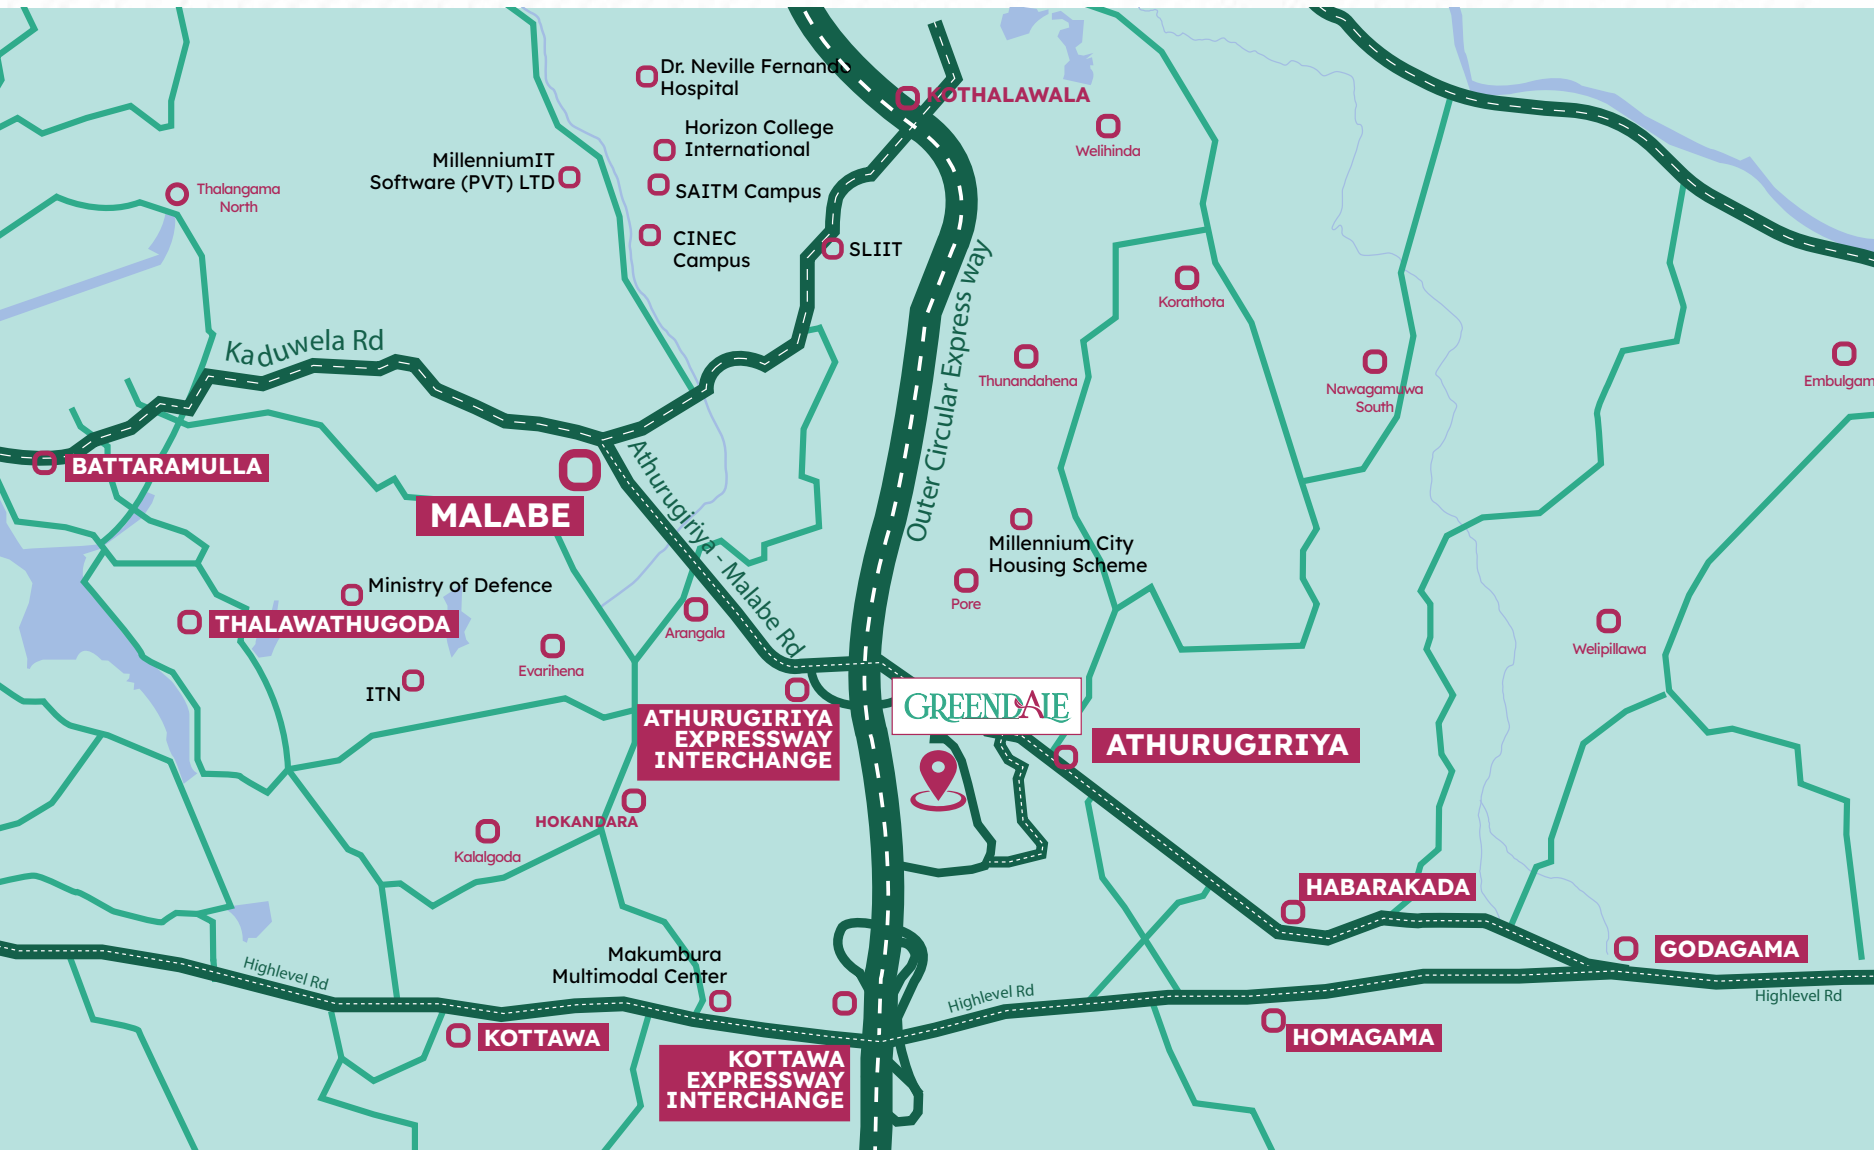 Dr. Neville Fernando
Hospital
KOTHALAWALA
Horizon College
International
Welihinda
MillenniumIT
Software (PVT) LTD
SAITM Campus
Thalangama
North
CINEC
Campus
SLIIT
Korathota
Kaduwela Rd
Outer Circular Express way
Thunandahena
Nawagamuwa
South
Embulgam
BATTARAMULLA
MALABE
Athurugiriya - Malabe Rd
Millennium City
Housing Scheme
Ministry of Defence
Pore
THALAWATHUGODA
Arangala
Evarihena
Welipillawa
ITN
GREENDALE
ATHURUGIRIYA
EXPRESSWAY
INTERCHANGE
ATHURUGIRIYA
HOKANDARA
Kalalgoda
HABARAKADA
GODAGAMA
Makumbura
Multimodal Center
Highlevel Rd
Highlevel Rd
Highlevel Rd
KOTTAWA
HOMAGAMA
KOTTAWA
EXPRESSWAY
INTERCHANGE